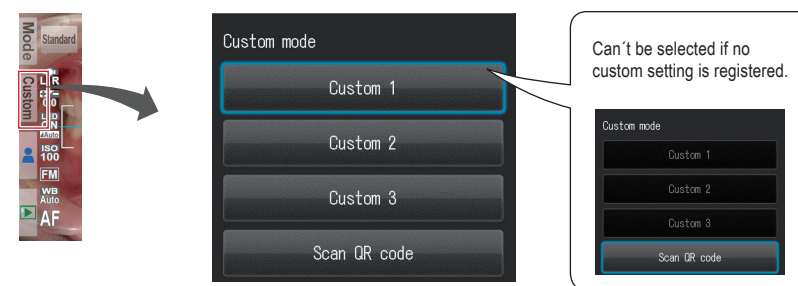 Mode
Standard
Custom
L R
00
#Auto
ISO
100
FM
WB
Auto
AF
Custom mode
Custom 1
Custom 2
Custom 3
Scan QR code
Can´t be selected if no
custom setting is registered.
Custom mode
Custom 1
Custom 2
Custom 3
Scan QR code